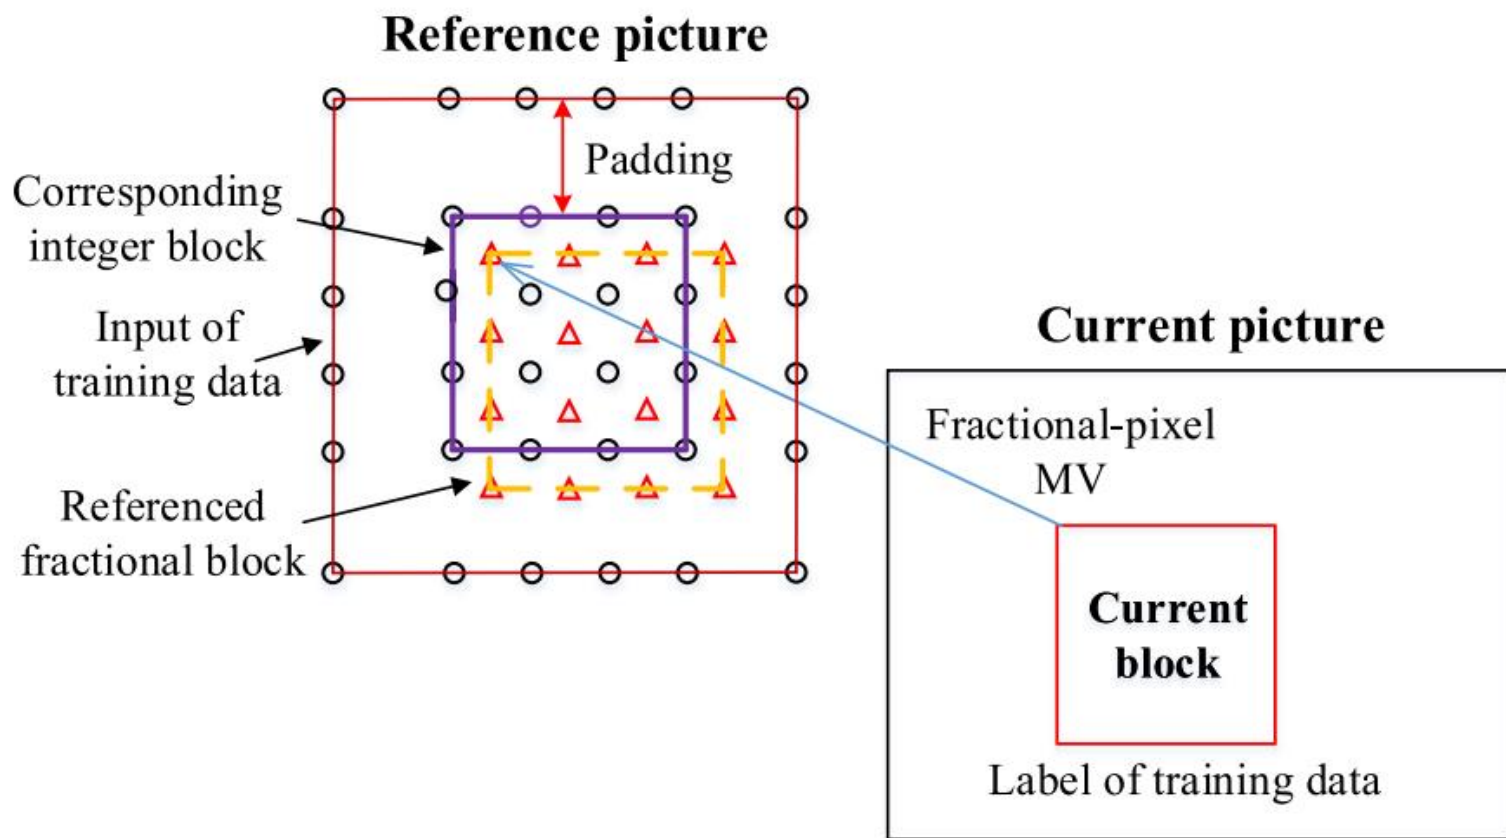 Reference picture
Padding
Corresponding
integer block
Input of
training data
Referenced
fractional block
Current picture
Fractional-pixel
MV
Current
block
Label of training data